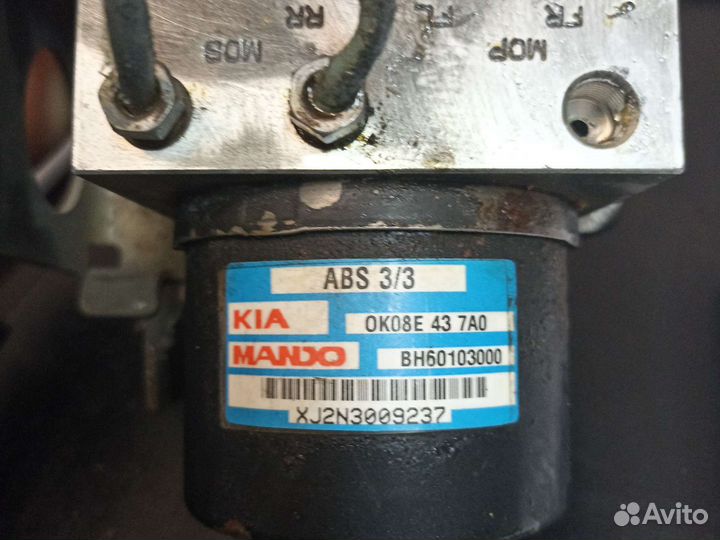 RR FL FR
MOS MOP
ABS 3/3
KIA OK08E 43 7A0
MANDO BH60103000
XJ2N3009237
Avito